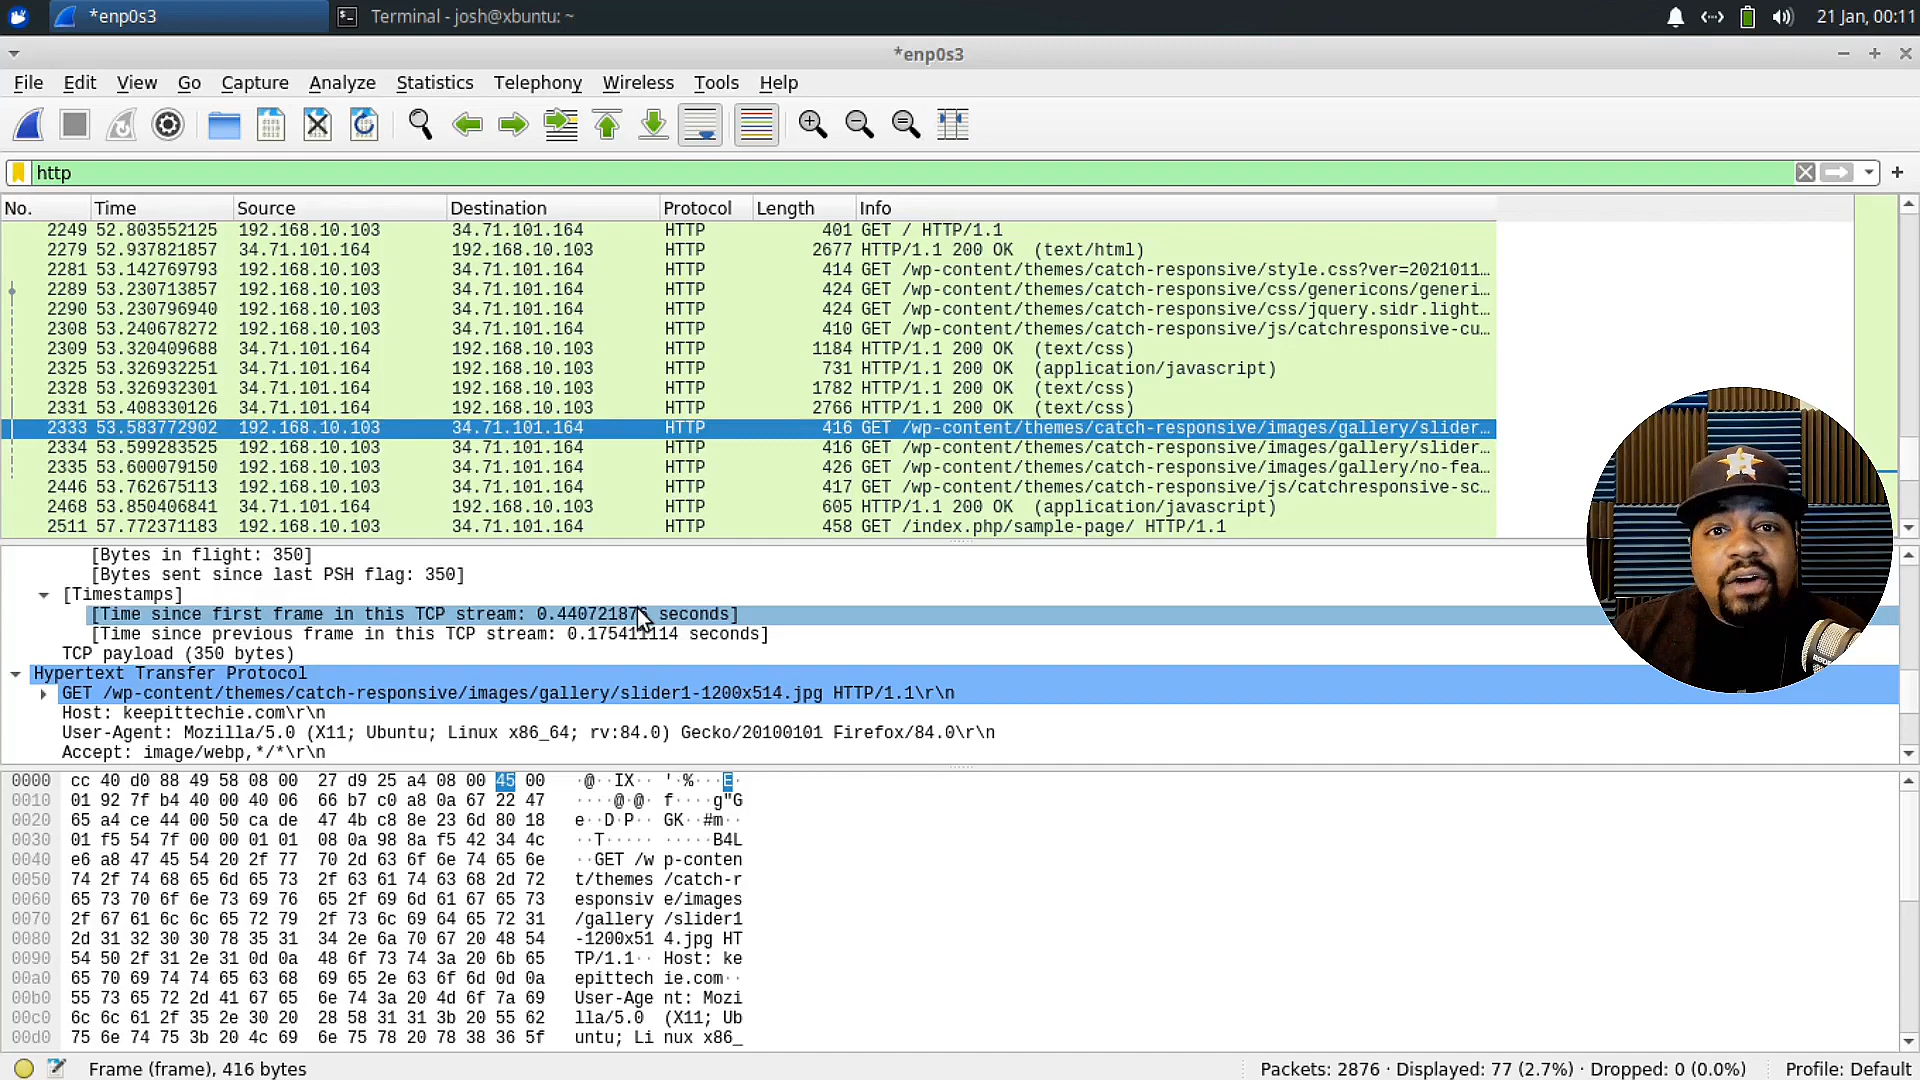 *enp0s3
Terminal - josh@xbuntu: ~
21 Jan, 00:11
*enp0s3
File Edit View Go Capture Analyze Statistics Telephony Wireless Tools Help
http
No. Time Source Destination Protocol Length Info
2249 52.803552125 192.168.10.103 34.71.101.164 HTTP 401 GET / HTTP/1.1
2279 52.937821857 34.71.101.164 192.168.10.103 HTTP 2677 HTTP/1.1 200 OK (text/html)
2281 53.142769793 192.168.10.103 34.71.101.164 HTTP 414 GET /wp-content/themes/catch-responsive/style.css?ver=2021011…
2289 53.230713857 192.168.10.103 34.71.101.164 HTTP 424 GET /wp-content/themes/catch-responsive/css/genericons/generi…
2290 53.230796940 192.168.10.103 34.71.101.164 HTTP 424 GET /wp-content/themes/catch-responsive/css/jquery.sidr.light…
2308 53.240678272 192.168.10.103 34.71.101.164 HTTP 410 GET /wp-content/themes/catch-responsive/js/catchresponsive-cu…
2309 53.320409688 34.71.101.164 192.168.10.103 HTTP 1184 HTTP/1.1 200 OK (text/css)
2325 53.326932251 34.71.101.164 192.168.10.103 HTTP 731 HTTP/1.1 200 OK (application/javascript)
2328 53.326932301 34.71.101.164 192.168.10.103 HTTP 1782 HTTP/1.1 200 OK (text/css)
2331 53.408330126 34.71.101.164 192.168.10.103 HTTP 2766 HTTP/1.1 200 OK (text/css)
2333 53.583772902 192.168.10.103 34.71.101.164 HTTP 416 GET /wp-content/themes/catch-responsive/images/gallery/slider…
2334 53.599283525 192.168.10.103 34.71.101.164 HTTP 416 GET /wp-content/themes/catch-responsive/images/gallery/slider…
2335 53.600079150 192.168.10.103 34.71.101.164 HTTP 426 GET /wp-content/themes/catch-responsive/images/gallery/no-fea…
2446 53.762675113 192.168.10.103 34.71.101.164 HTTP 417 GET /wp-content/themes/catch-responsive/js/catchresponsive-sc…
2468 53.850406841 34.71.101.164 192.168.10.103 HTTP 605 HTTP/1.1 200 OK (application/javascript)
2511 57.772371183 192.168.10.103 34.71.101.164 HTTP 458 GET /index.php/sample-page/ HTTP/1.1
[Bytes in flight: 350]
[Bytes sent since last PSH flag: 350]
[Timestamps]
[Time since first frame in this TCP stream: 0.440721876 seconds]
[Time since previous frame in this TCP stream: 0.175411114 seconds]
TCP payload (350 bytes)
Hypertext Transfer Protocol
GET /wp-content/themes/catch-responsive/images/gallery/slider1-1200x514.jpg HTTP/1.1\r\n
Host: keepittechie.com\r\n
User-Agent: Mozilla/5.0 (X11; Ubuntu; Linux x86_64; rv:84.0) Gecko/20100101 Firefox/84.0\r\n
Accept: image/webp,*/*\r\n
0000 cc 40 d0 88 49 58 08 00 27 d9 25 a4 08 00 45 00 ·@··IX·· '·%···E·
0010 01 92 7f b4 40 00 40 06 66 b7 c0 a8 0a 67 22 47 ····@·@· f····g"G
0020 65 a4 ce 44 00 50 ca de 47 4b c8 8e 23 6d 80 18 e··D·P·· GK··#m··
0030 01 f5 54 7f 00 00 01 01 08 0a 98 8a f5 42 34 4c ··T····· ·····B4L
0040 e6 a8 47 45 54 20 2f 77 70 2d 63 6f 6e 74 65 6e ··GET /w p-conten
0050 74 2f 74 68 65 6d 65 73 2f 63 61 74 63 68 2d 72 t/themes /catch-r
0060 65 73 70 6f 6e 73 69 76 65 2f 69 6d 61 67 65 73 esponsiv e/images
0070 2f 67 61 6c 6c 65 72 79 2f 73 6c 69 64 65 72 31 /gallery /slider1
0080 2d 31 32 30 30 78 35 31 34 2e 6a 70 67 20 48 54 -1200x51 4.jpg HT
0090 54 50 2f 31 2e 31 0d 0a 48 6f 73 74 3a 20 6b 65 TP/1.1·· Host: ke
00a0 65 70 69 74 74 65 63 68 69 65 2e 63 6f 6d 0d 0a epittech ie.com··
00b0 55 73 65 72 2d 41 67 65 6e 74 3a 20 4d 6f 7a 69 User-Age nt: Mozi
00c0 6c 6c 61 2f 35 2e 30 20 28 58 31 31 3b 20 55 62 lla/5.0 (X11; Ub
00d0 75 6e 74 75 3b 20 4c 69 6e 75 78 20 78 38 36 5f untu; Li nux x86_
Frame (frame), 416 bytes
Packets: 2876 · Displayed: 77 (2.7%) · Dropped: 0 (0.0%)
Profile: Default